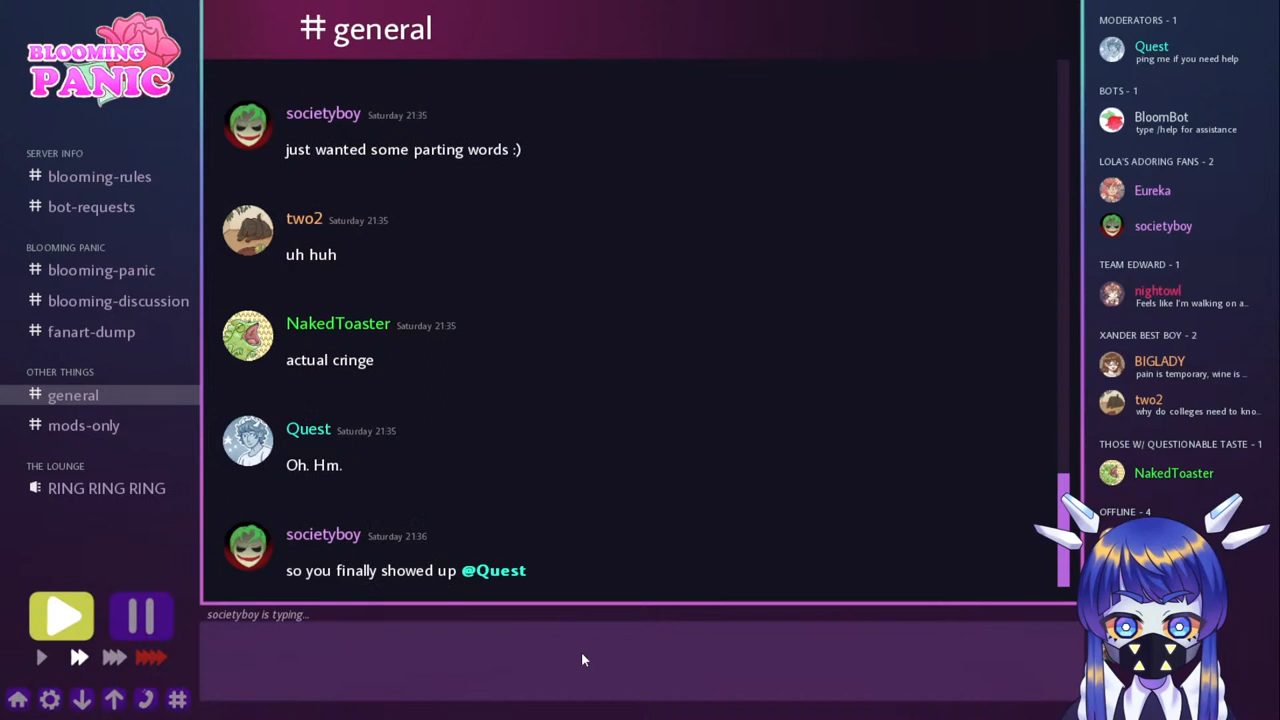 BLOOMING
PANIC
SERVER INFO
# blooming-rules
# bot-requests
BLOOMING PANIC
# blooming-panic
# blooming-discussion
# fanart-dump
OTHER THINGS
# general
# mods-only
THE LOUNGE
RING RING RING
# general
societyboy Saturday 21:35
just wanted some parting words :)
two2 Saturday 21:35
uh huh
NakedToaster Saturday 21:35
actual cringe
Quest Saturday 21:35
Oh. Hm.
societyboy Saturday 21:36
so you finally showed up @Quest
societyboy is typing...
MODERATORS - 1
Quest
ping me if you need help
BOTS - 1
BloomBot
type /help for assistance
LOLA'S ADORING FANS - 2
Eureka
societyboy
TEAM EDWARD - 1
nightowl
Feels like I'm walking on a...
XANDER BEST BOY - 2
BIGLADY
pain is temporary, wine is ...
two2
why do colleges need to kno...
THOSE W/ QUESTIONABLE TASTE - 1
NakedToaster
OFFLINE - 4